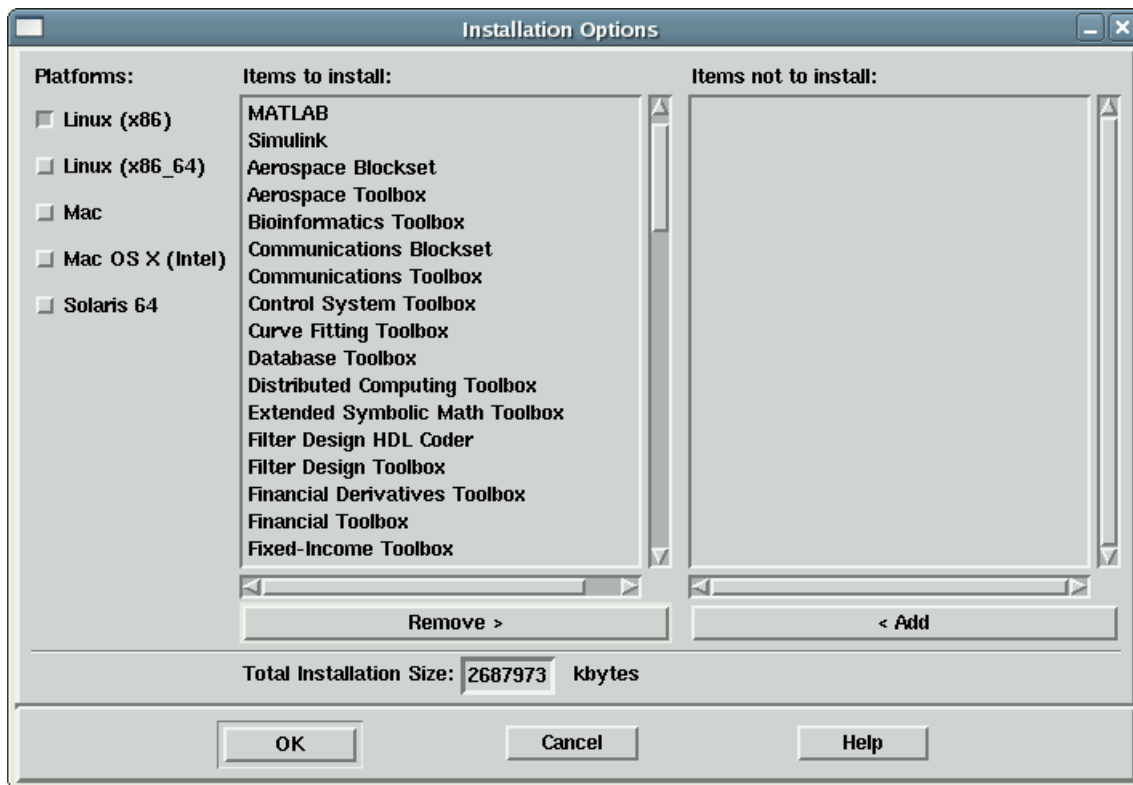 Installation Options
Platforms:
Linux (x86)
Linux (x86_64)
Mac
Mac OS X (Intel)
Solaris 64
Items to install:
MATLAB
Simulink
Aerospace Blockset
Aerospace Toolbox
Bioinformatics Toolbox
Communications Blockset
Communications Toolbox
Control System Toolbox
Curve Fitting Toolbox
Database Toolbox
Distributed Computing Toolbox
Extended Symbolic Math Toolbox
Filter Design HDL Coder
Filter Design Toolbox
Financial Derivatives Toolbox
Financial Toolbox
Fixed-Income Toolbox
Remove >
Items not to install:
< Add
Total Installation Size: 2687973 kbytes
OK Cancel Help